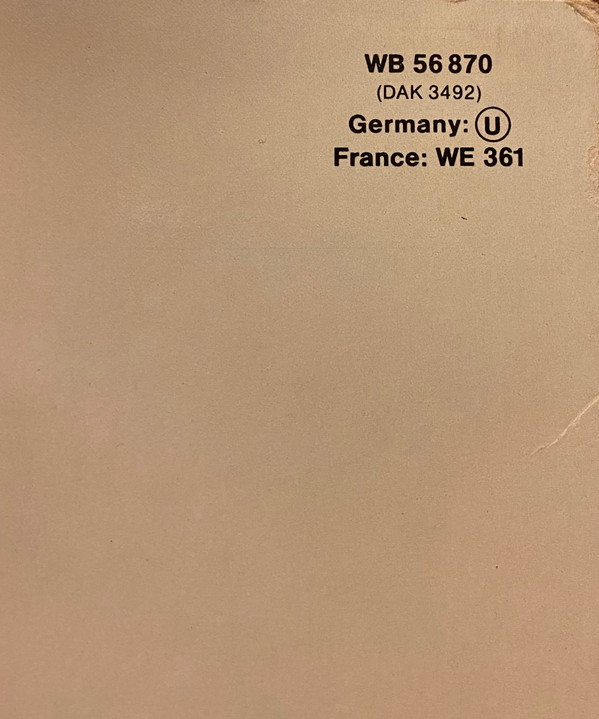 WB 56 870
(DAK 3492)
Germany: Ⓤ
France: WE 361